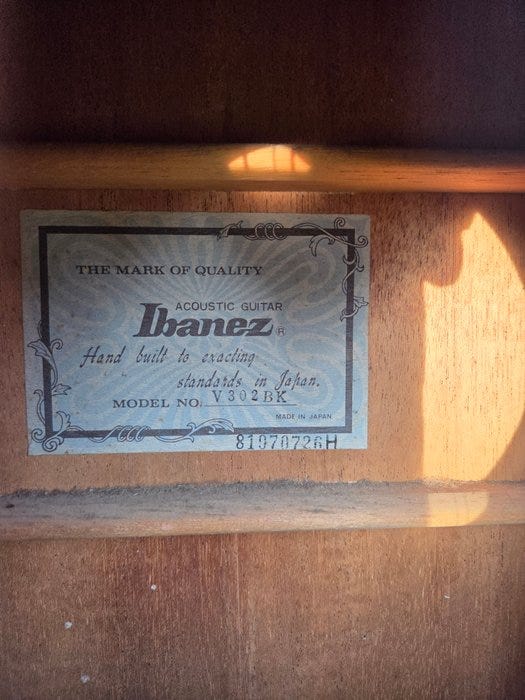 THE MARK OF QUALITY
ACOUSTIC GUITAR
Ibanez ®
Hand built to exacting
standards in Japan.
MODEL NO. V302BK
MADE IN JAPAN
81070726H